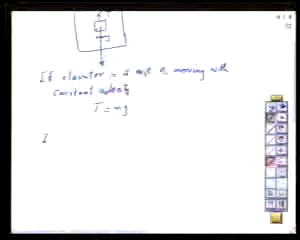 If elevator is at rest or moving with
constant velocity
T = mg
I